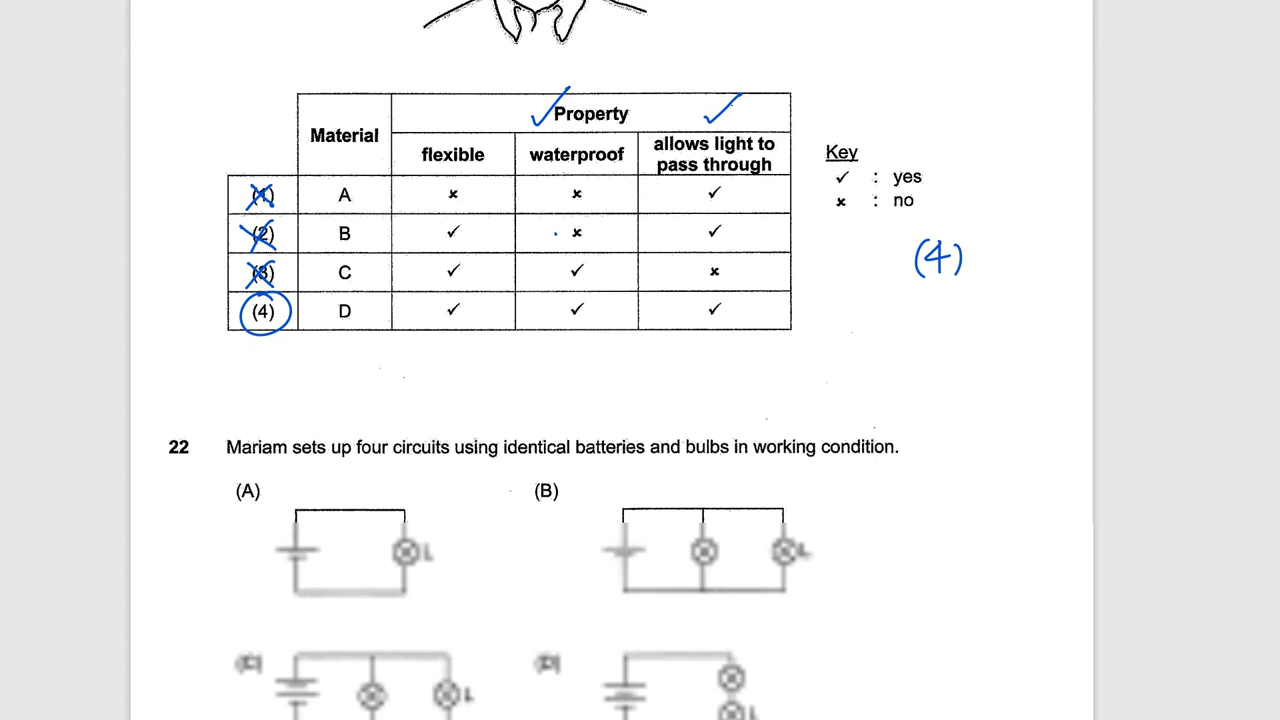 Property
Material
flexible
waterproof
allows light to
pass through
Key
✓ : yes
× : no
(1) A × × ✓
(2) B ✓ × ✓
(3) C ✓ ✓ ×
(4) D ✓ ✓ ✓
(4)
22 Mariam sets up four circuits using identical batteries and bulbs in working condition.
(A) (B)
L L
(C) (D)
L L